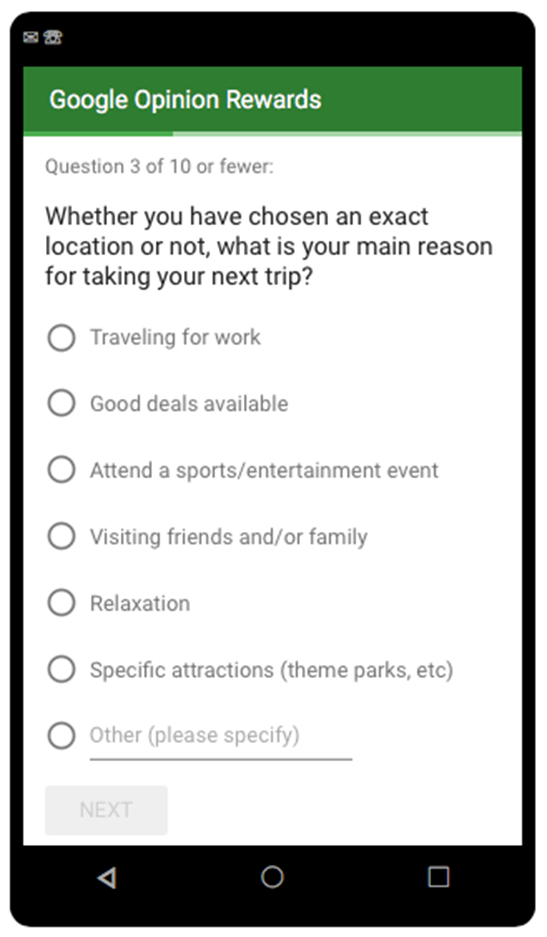 Google Opinion Rewards
Question 3 of 10 or fewer:
Whether you have chosen an exact
location or not, what is your main reason
for taking your next trip?
Traveling for work
Good deals available
Attend a sports/entertainment event
Visiting friends and/or family
Relaxation
Specific attractions (theme parks, etc)
Other (please specify)
NEXT